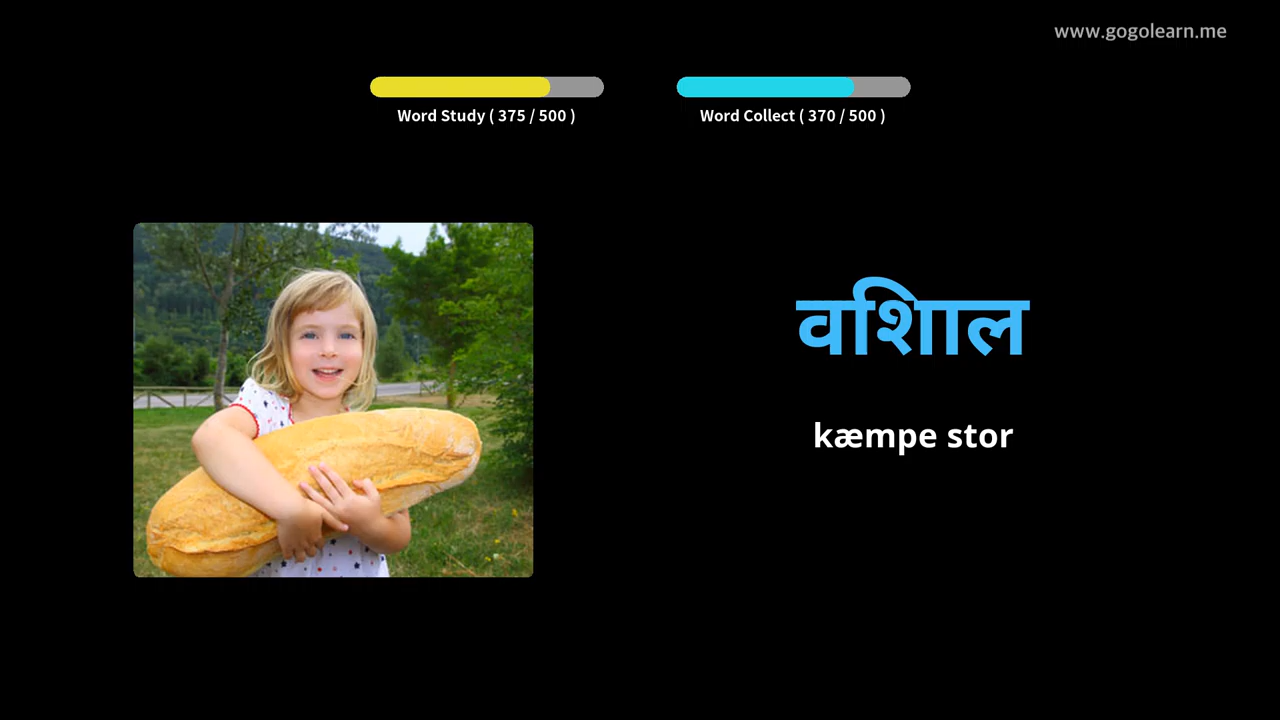 www.gogolearn.me
Word Study ( 375 / 500 )
Word Collect ( 370 / 500 )
विशाल
kæmpe stor